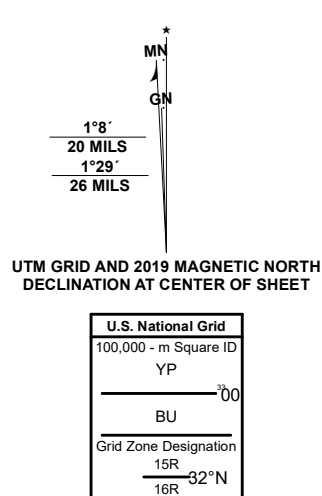 ★
MN
GN
1°8´
20 MILS
1°29´
26 MILS
UTM GRID AND 2019 MAGNETIC NORTH
DECLINATION AT CENTER OF SHEET
U.S. National Grid
100,000 - m Square ID
YP
3300
BU
Grid Zone Designation
15R
32°N
16R